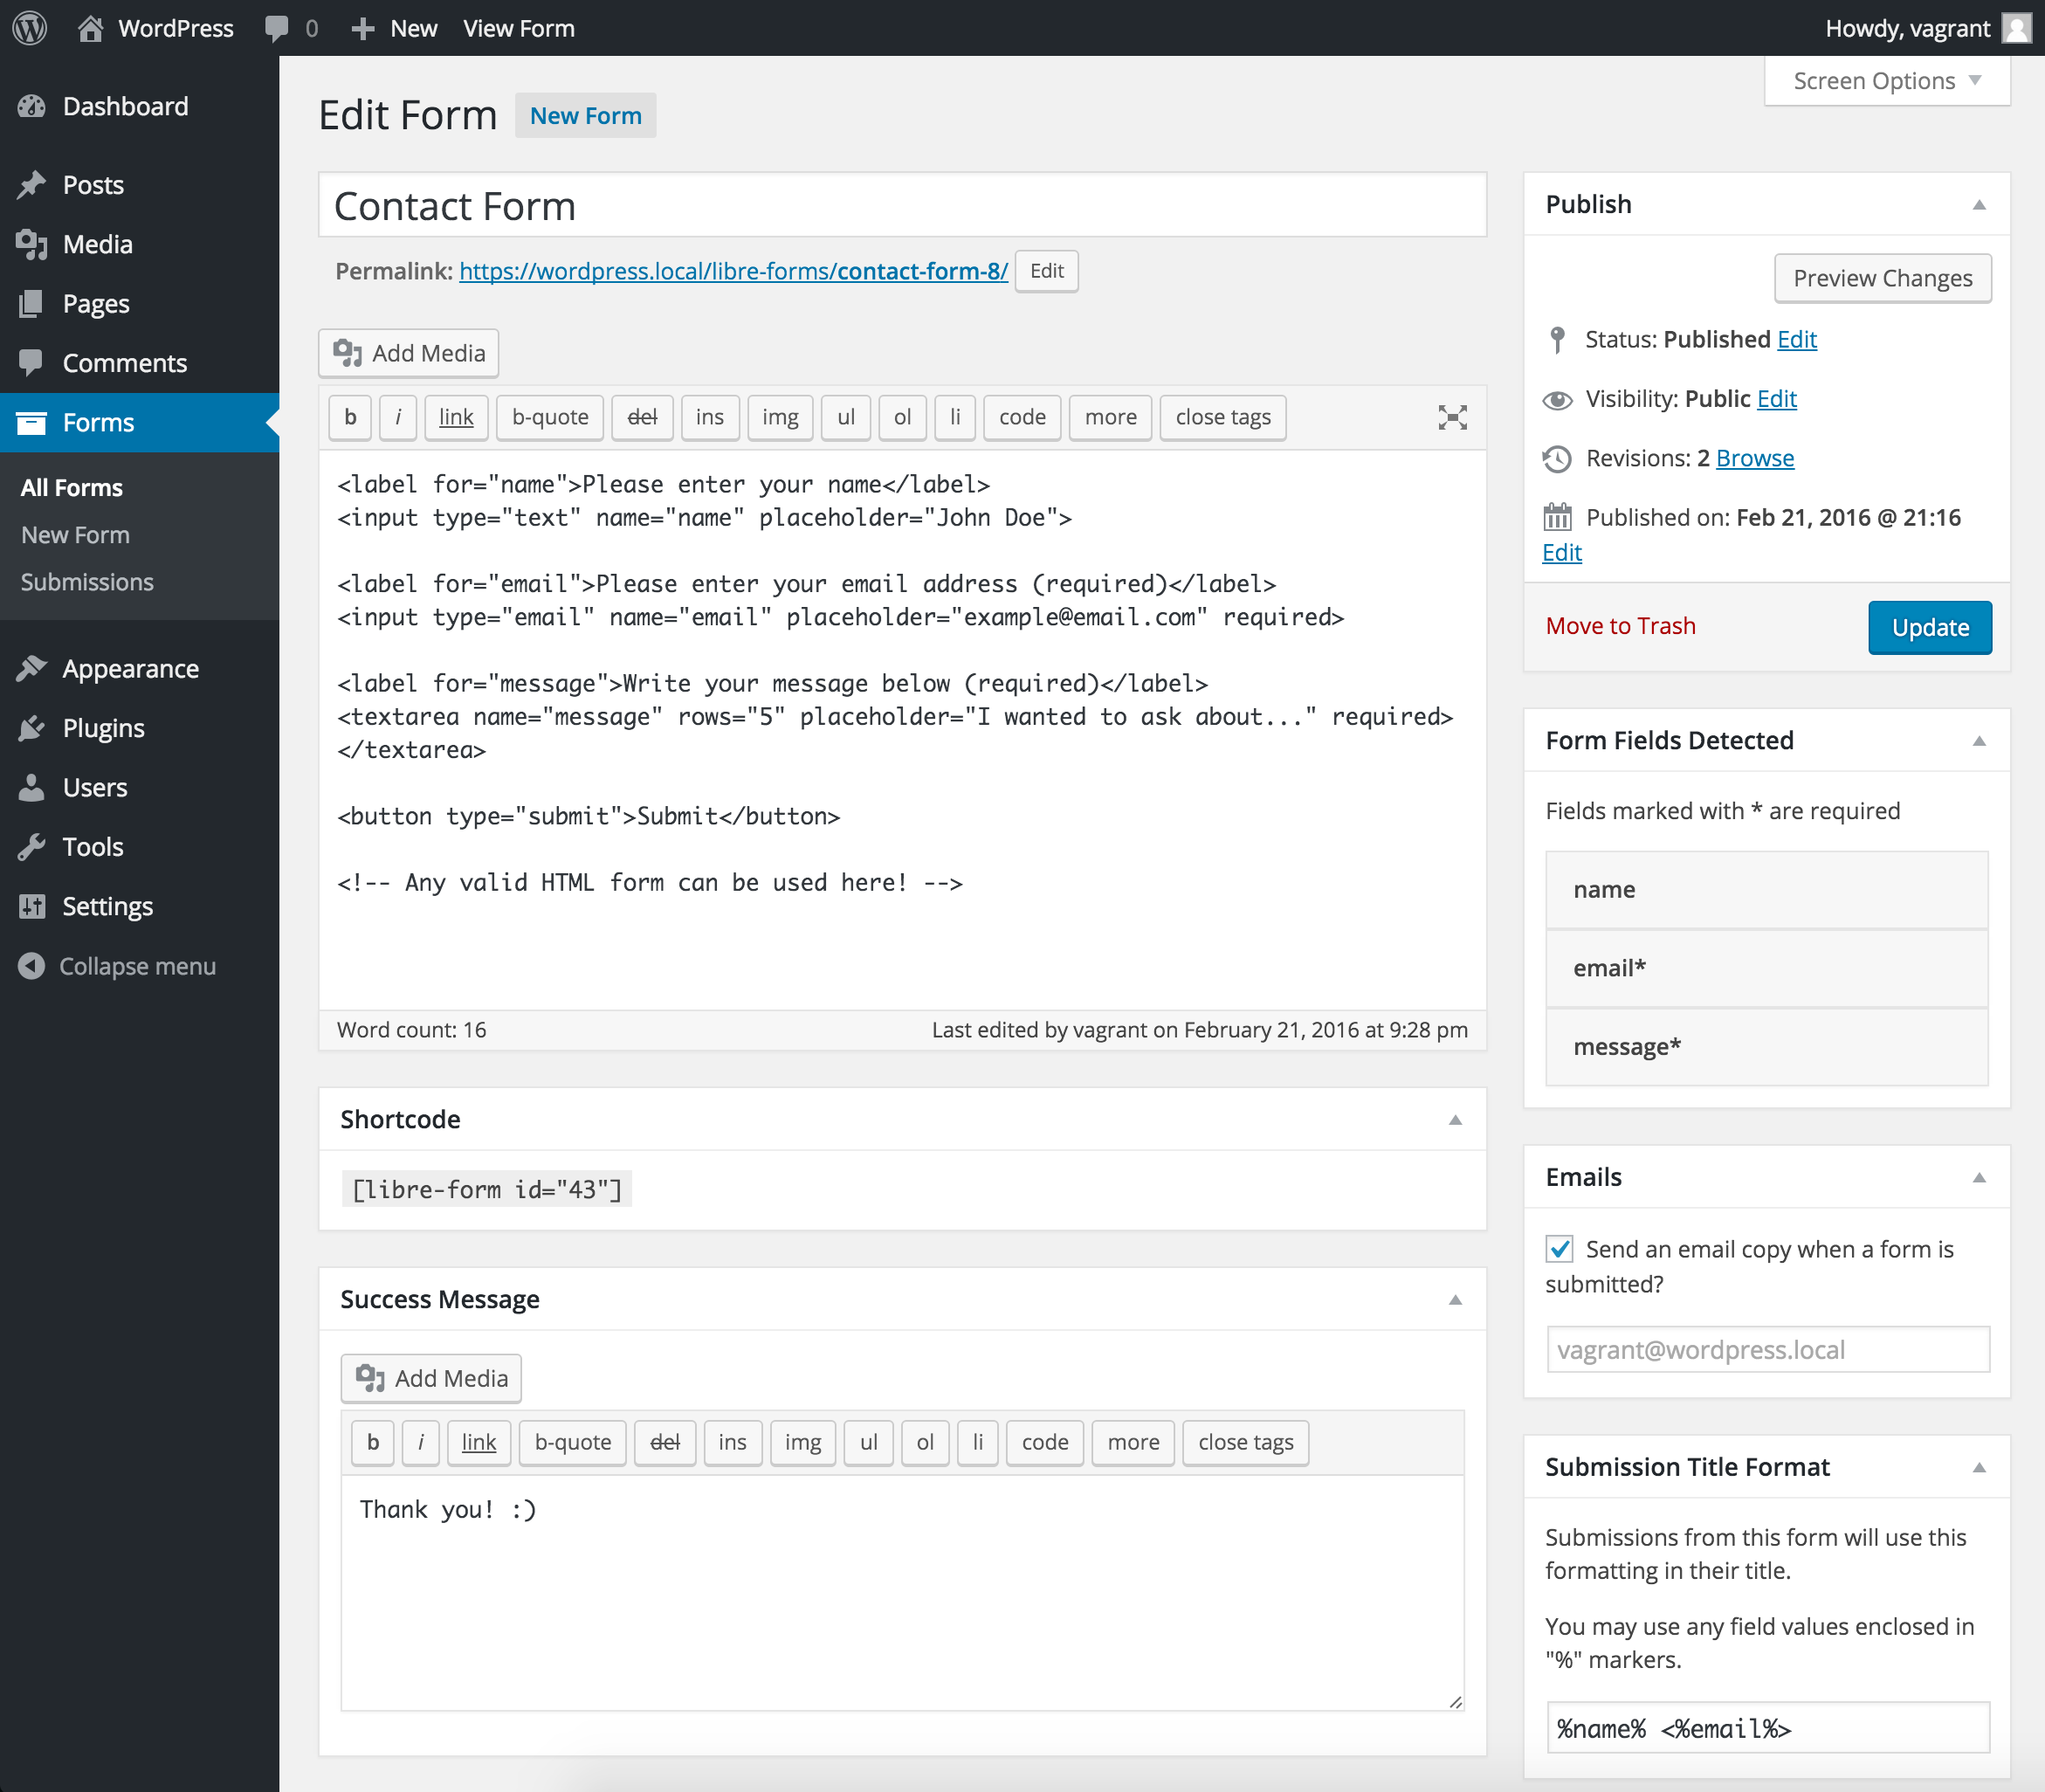 WordPress 0 New View Form Howdy, vagrant
Screen Options
Dashboard
Posts
Media
Pages
Comments
Forms
All Forms
New Form
Submissions
Appearance
Plugins
Users
Tools
Settings
Collapse menu
Edit Form New Form
Contact Form
Permalink: https://wordpress.local/libre-forms/contact-form-8/ Edit
Add Media
b i link b-quote del ins img ul ol li code more close tags
<label for="name">Please enter your name</label>
<input type="text" name="name" placeholder="John Doe">
<label for="email">Please enter your email address (required)</label>
<input type="email" name="email" placeholder="example@email.com" required>
<label for="message">Write your message below (required)</label>
<textarea name="message" rows="5" placeholder="I wanted to ask about..." required>
</textarea>
<button type="submit">Submit</button>
<!-- Any valid HTML form can be used here! -->
Word count: 16 Last edited by vagrant on February 21, 2016 at 9:28 pm
Shortcode
[libre-form id="43"]
Success Message
Add Media
b i link b-quote del ins img ul ol li code more close tags
Thank you! :)
Publish
Preview Changes
Status: Published Edit
Visibility: Public Edit
Revisions: 2 Browse
Published on: Feb 21, 2016 @ 21:16
Edit
Move to Trash Update
Form Fields Detected
Fields marked with * are required
name
email*
message*
Emails
Send an email copy when a form is
submitted?
vagrant@wordpress.local
Submission Title Format
Submissions from this form will use this
formatting in their title.
You may use any field values enclosed in
"%" markers.
%name% <%email%>